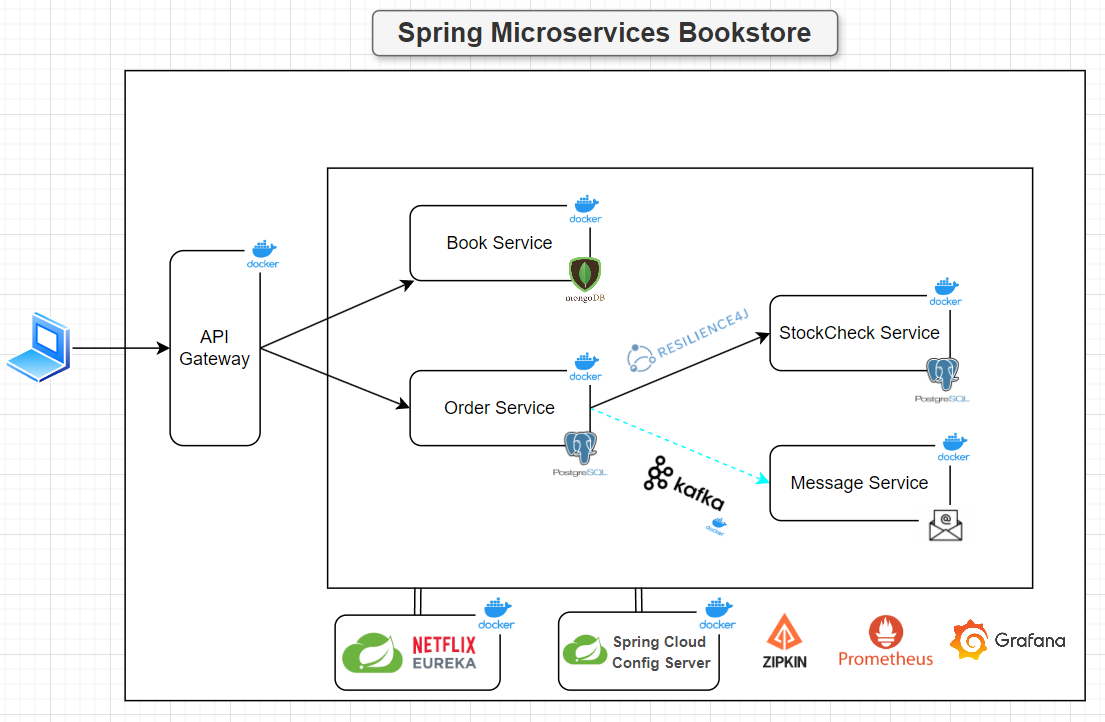 Spring Microservices Bookstore
docker
Book Service
mongoDB
docker
API
Gateway
docker
StockCheck Service
PostgreSQL
RESILIENCE4J
docker
Order Service
PostgreSQL
docker
Message Service
@
kafka
docker
docker
NETFLIX
EUREKA
docker
Spring Cloud
Config Server
ZIPKIN
Prometheus
Grafana